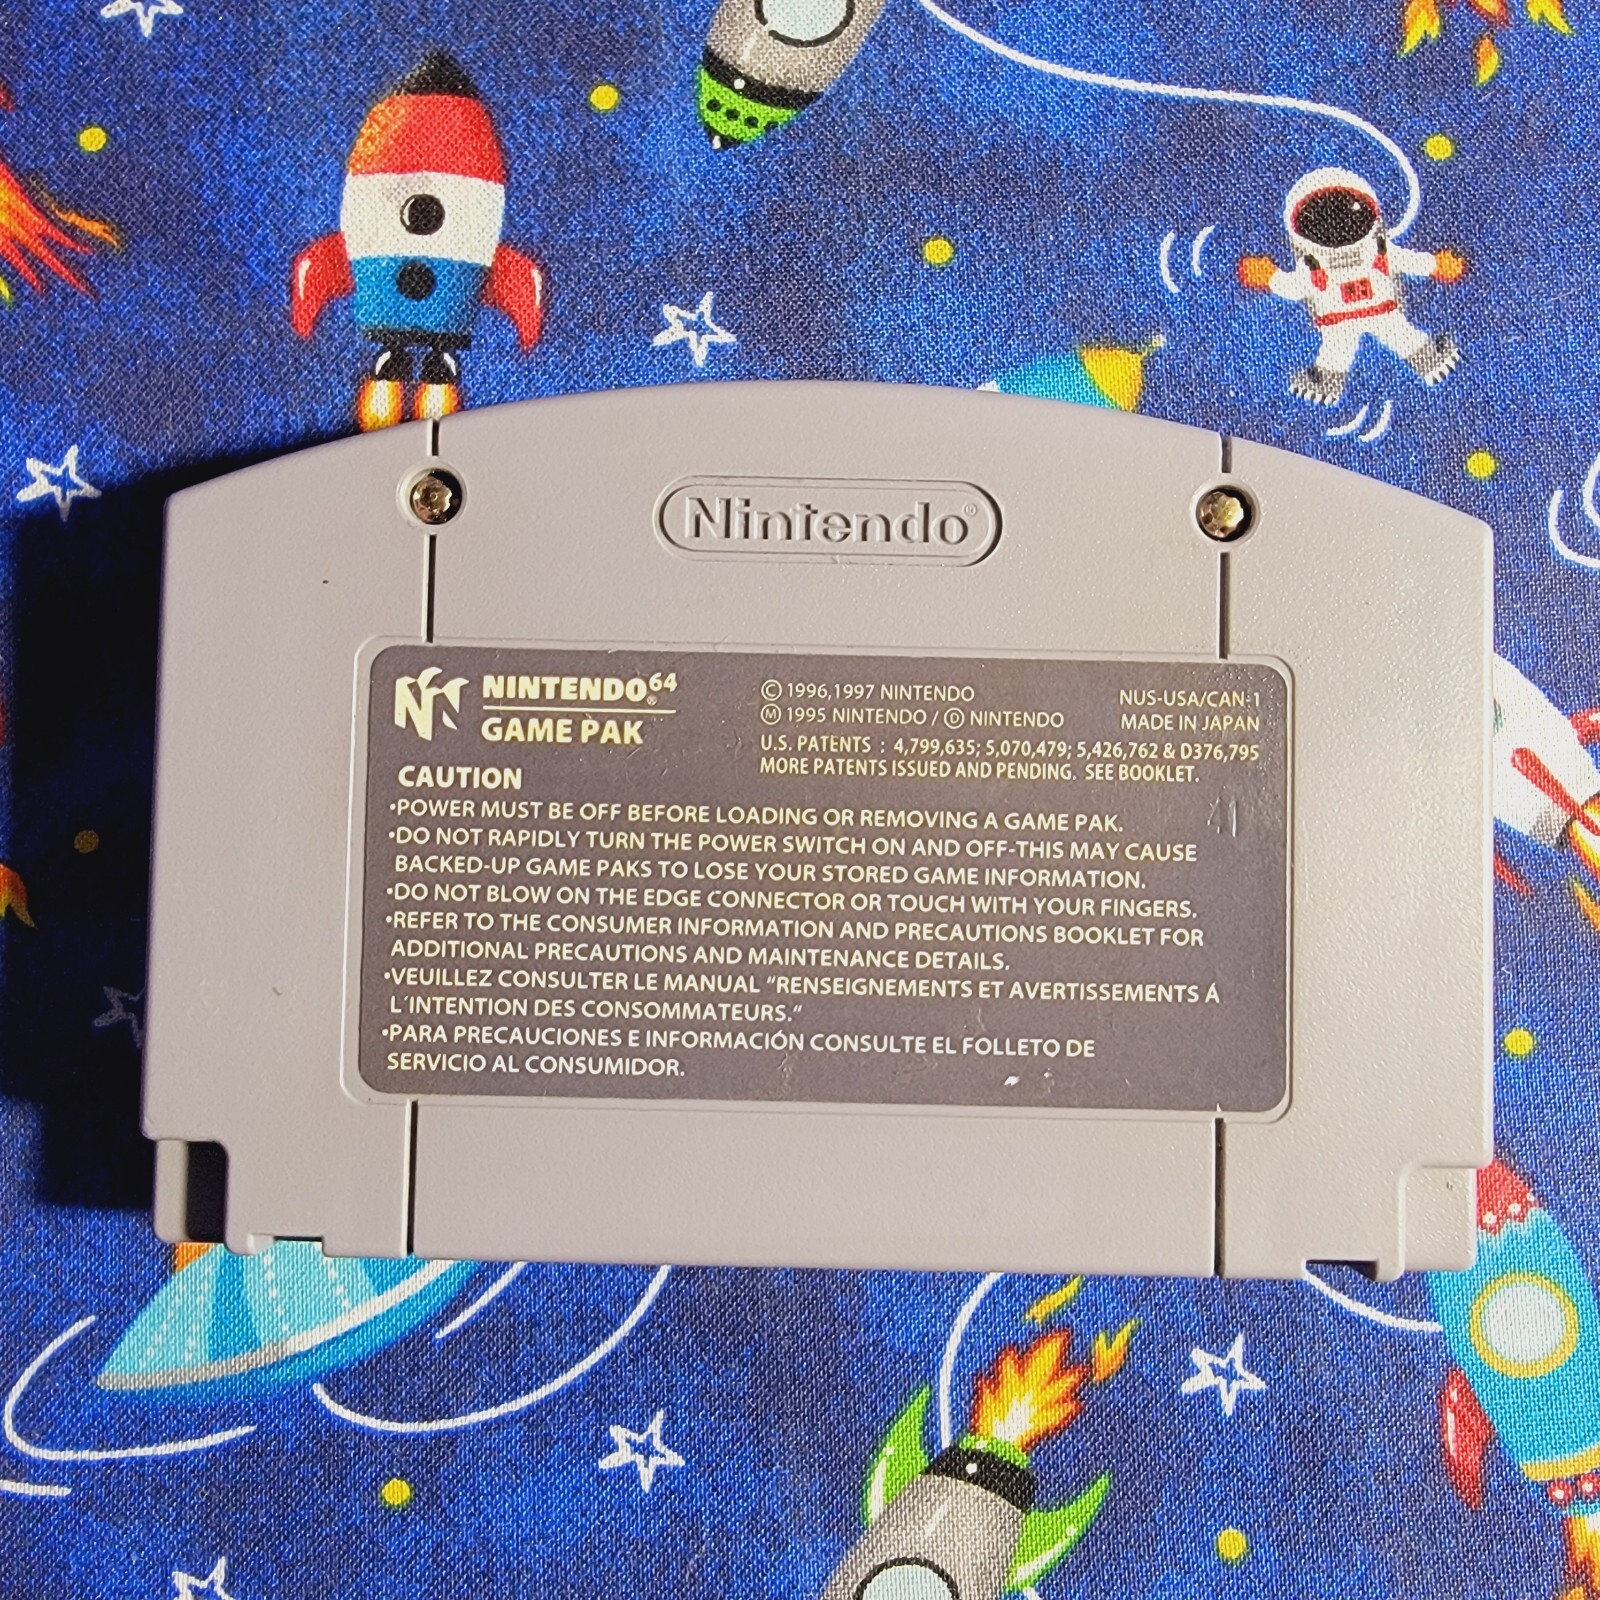 Nintendo®
NINTENDO 64®
GAME PAK
Ⓒ 1996,1997 NINTENDO
Ⓜ 1995 NINTENDO / Ⓓ NINTENDO
NUS-USA/CAN-1
MADE IN JAPAN
U.S. PATENTS : 4,799,635; 5,070,479; 5,426,762 & D376,795
MORE PATENTS ISSUED AND PENDING. SEE BOOKLET.
CAUTION
•POWER MUST BE OFF BEFORE LOADING OR REMOVING A GAME PAK.
•DO NOT RAPIDLY TURN THE POWER SWITCH ON AND OFF-THIS MAY CAUSE
BACKED-UP GAME PAKS TO LOSE YOUR STORED GAME INFORMATION.
•DO NOT BLOW ON THE EDGE CONNECTOR OR TOUCH WITH YOUR FINGERS.
•REFER TO THE CONSUMER INFORMATION AND PRECAUTIONS BOOKLET FOR
ADDITIONAL PRECAUTIONS AND MAINTENANCE DETAILS.
•VEUILLEZ CONSULTER LE MANUAL “RENSEIGNEMENTS ET AVERTISSEMENTS Á
L'INTENTION DES CONSOMMATEURS.“
•PARA PRECAUCIONES E INFORMACIÓN CONSULTE EL FOLLETO DE
SERVICIO AL CONSUMIDOR.